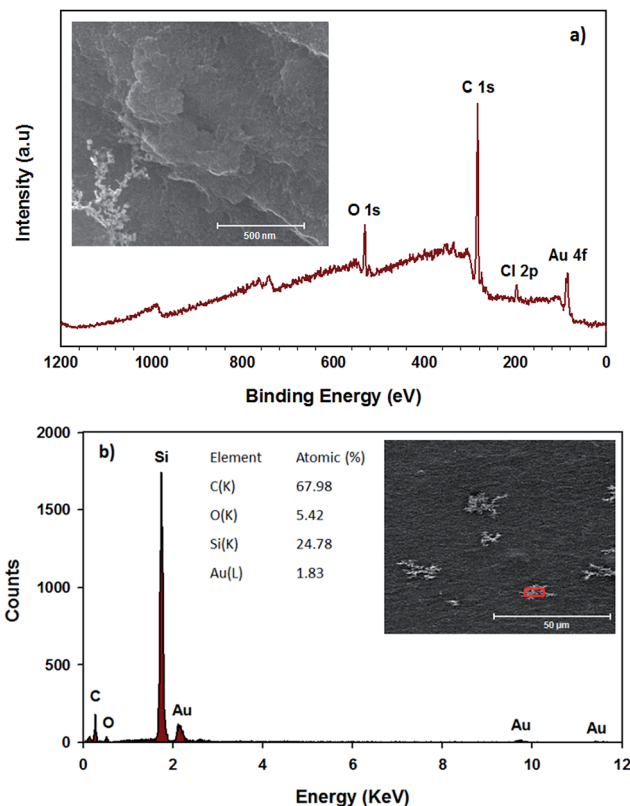 a)
C 1s
O 1s
Cl 2p
Au 4f
500 nm
Intensity (a.u)
1200 1000 800 600 400 200 0
Binding Energy (eV)
b)
2000
1500
1000
500
0
Counts
Si
Element Atomic (%)
C(K) 67.98
O(K) 5.42
Si(K) 24.78
Au(L) 1.83
50 µm
C
O
Au
Au
Au
0 2 4 6 8 10 12
Energy (KeV)